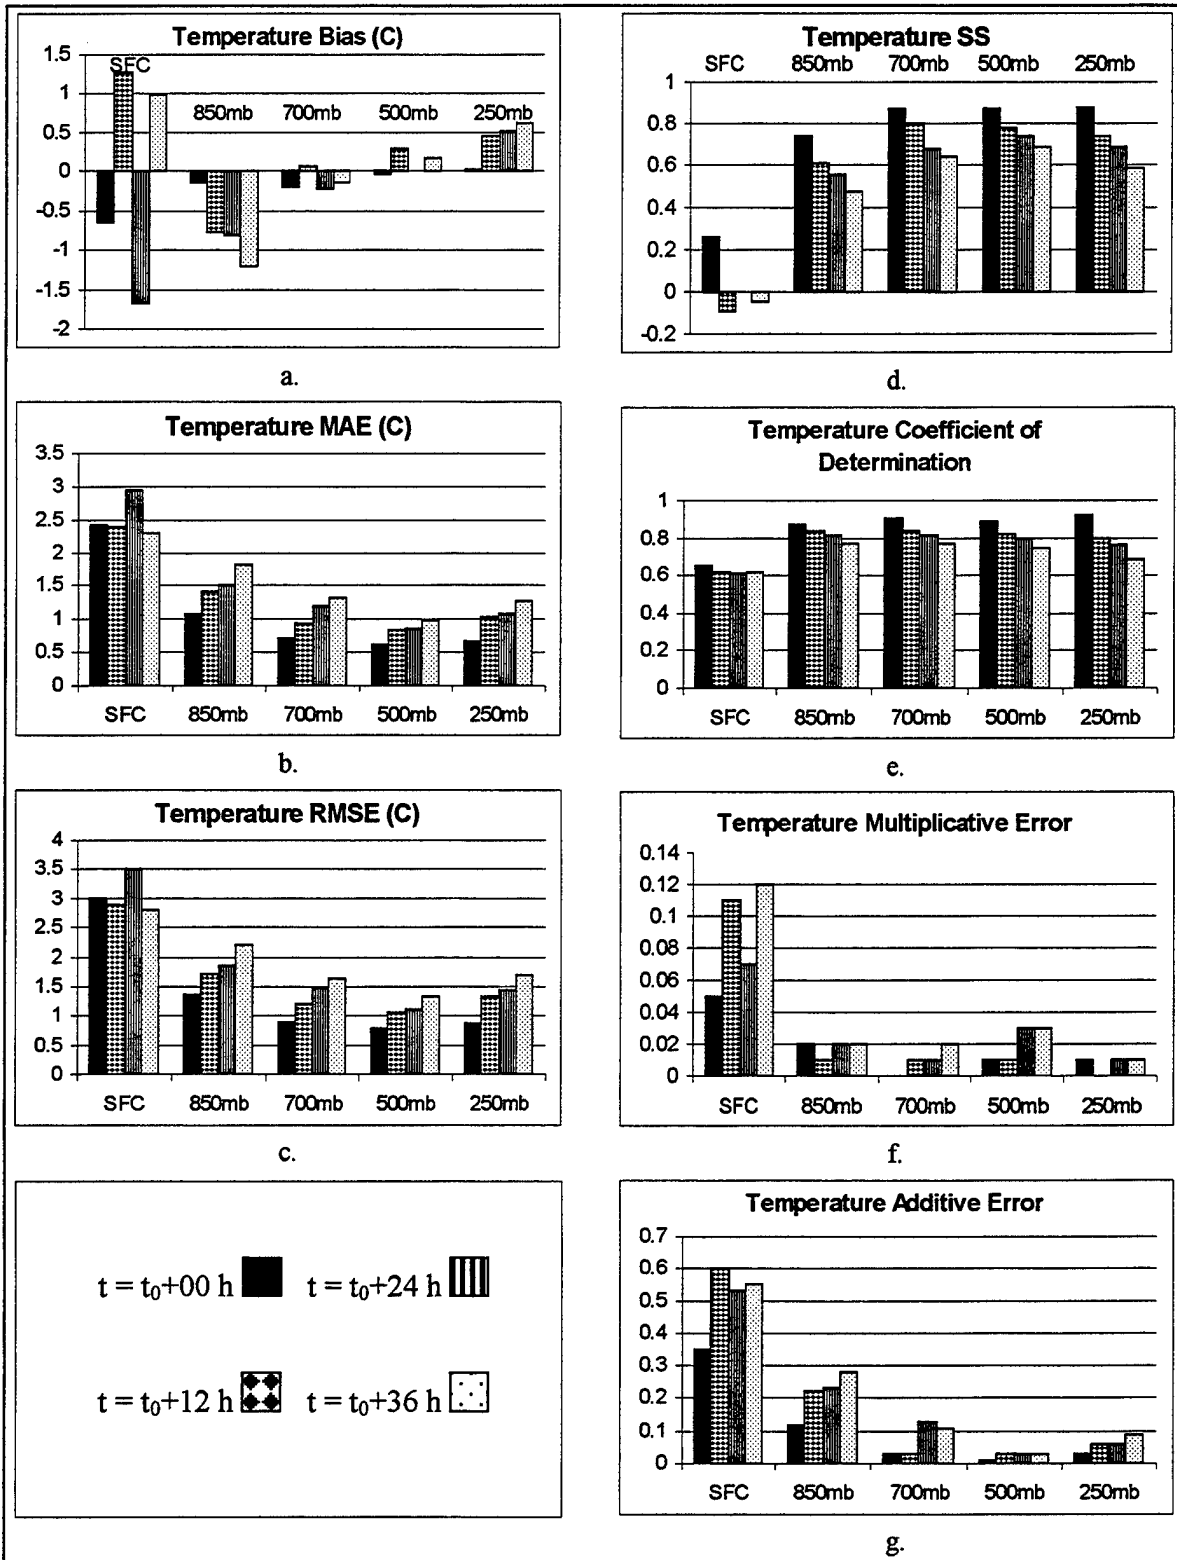 Temperature Bias (C)
1.5
1
0.5
0
-0.5
-1
-1.5
-2
SFC
850mb
700mb
500mb
250mb
a.
Temperature MAE (C)
3.5
3
2.5
2
1.5
1
0.5
0
SFC
850mb
700mb
500mb
250mb
b.
Temperature RMSE (C)
4
3.5
3
2.5
2
1.5
1
0.5
0
SFC
850mb
700mb
500mb
250mb
c.
t = t₀+00 h
t = t₀+24 h
t = t₀+12 h
t = t₀+36 h
Temperature SS
SFC
850mb
700mb
500mb
250mb
1
0.8
0.6
0.4
0.2
0
-0.2
d.
Temperature Coefficient of
Determination
1
0.8
0.6
0.4
0.2
0
SFC
850mb
700mb
500mb
250mb
e.
Temperature Multiplicative Error
0.14
0.12
0.1
0.08
0.06
0.04
0.02
0
SFC
850mb
700mb
500mb
250mb
f.
Temperature Additive Error
0.7
0.6
0.5
0.4
0.3
0.2
0.1
0
SFC
850mb
700mb
500mb
250mb
g.